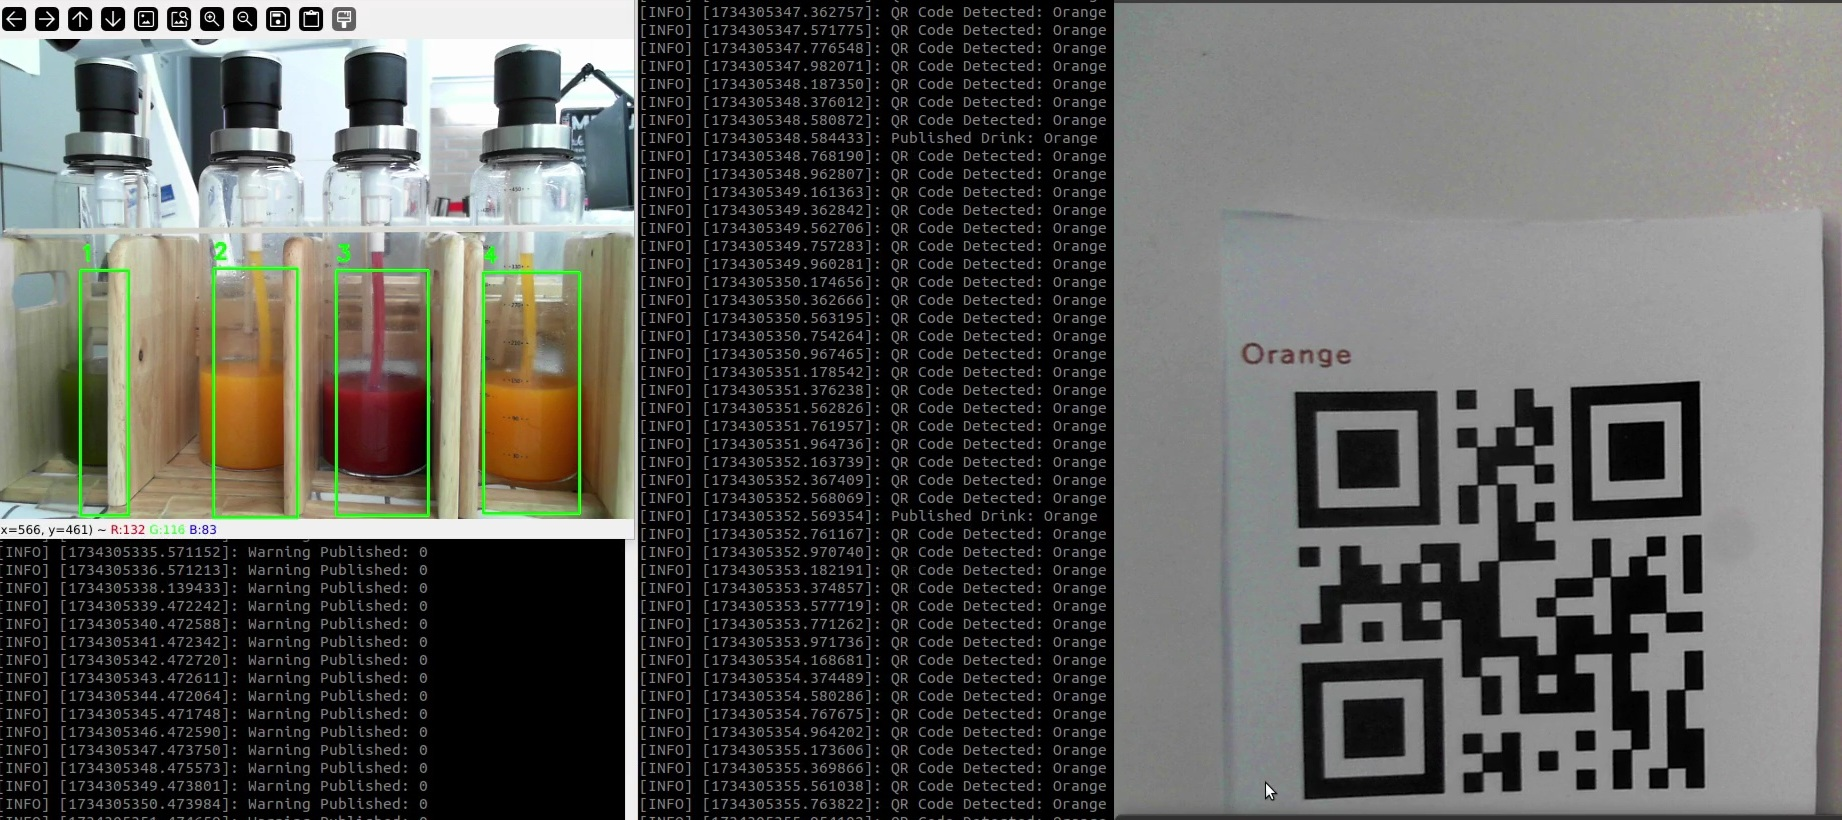 1
2
3
4
x=566, y=461) ~ R:132 G:116 B:83
[INFO] [1734305335.571152]: Warning Published: 0
[INFO] [1734305336.571213]: Warning Published: 0
[INFO] [1734305338.139433]: Warning Published: 0
[INFO] [1734305339.472242]: Warning Published: 0
[INFO] [1734305340.472588]: Warning Published: 0
[INFO] [1734305341.472342]: Warning Published: 0
[INFO] [1734305342.472720]: Warning Published: 0
[INFO] [1734305343.472611]: Warning Published: 0
[INFO] [1734305344.472064]: Warning Published: 0
[INFO] [1734305345.471748]: Warning Published: 0
[INFO] [1734305346.472590]: Warning Published: 0
[INFO] [1734305347.473750]: Warning Published: 0
[INFO] [1734305348.475573]: Warning Published: 0
[INFO] [1734305349.473801]: Warning Published: 0
[INFO] [1734305350.473984]: Warning Published: 0
[INFO] [1734305347.362757]: QR Code Detected: Orange
[INFO] [1734305347.571775]: QR Code Detected: Orange
[INFO] [1734305347.776548]: QR Code Detected: Orange
[INFO] [1734305347.982071]: QR Code Detected: Orange
[INFO] [1734305348.187350]: QR Code Detected: Orange
[INFO] [1734305348.376012]: QR Code Detected: Orange
[INFO] [1734305348.580872]: QR Code Detected: Orange
[INFO] [1734305348.584433]: Published Drink: Orange
[INFO] [1734305348.768190]: QR Code Detected: Orange
[INFO] [1734305348.962807]: QR Code Detected: Orange
[INFO] [1734305349.161363]: QR Code Detected: Orange
[INFO] [1734305349.362842]: QR Code Detected: Orange
[INFO] [1734305349.562706]: QR Code Detected: Orange
[INFO] [1734305349.757283]: QR Code Detected: Orange
[INFO] [1734305349.960281]: QR Code Detected: Orange
[INFO] [1734305350.174656]: QR Code Detected: Orange
[INFO] [1734305350.362666]: QR Code Detected: Orange
[INFO] [1734305350.563195]: QR Code Detected: Orange
[INFO] [1734305350.754264]: QR Code Detected: Orange
[INFO] [1734305350.967465]: QR Code Detected: Orange
[INFO] [1734305351.178542]: QR Code Detected: Orange
[INFO] [1734305351.376238]: QR Code Detected: Orange
[INFO] [1734305351.562826]: QR Code Detected: Orange
[INFO] [1734305351.761957]: QR Code Detected: Orange
[INFO] [1734305351.964736]: QR Code Detected: Orange
[INFO] [1734305352.163739]: QR Code Detected: Orange
[INFO] [1734305352.367409]: QR Code Detected: Orange
[INFO] [1734305352.568069]: QR Code Detected: Orange
[INFO] [1734305352.569354]: Published Drink: Orange
[INFO] [1734305352.761167]: QR Code Detected: Orange
[INFO] [1734305352.970740]: QR Code Detected: Orange
[INFO] [1734305353.182191]: QR Code Detected: Orange
[INFO] [1734305353.374857]: QR Code Detected: Orange
[INFO] [1734305353.577719]: QR Code Detected: Orange
[INFO] [1734305353.771262]: QR Code Detected: Orange
[INFO] [1734305353.971736]: QR Code Detected: Orange
[INFO] [1734305354.168681]: QR Code Detected: Orange
[INFO] [1734305354.374489]: QR Code Detected: Orange
[INFO] [1734305354.580286]: QR Code Detected: Orange
[INFO] [1734305354.767675]: QR Code Detected: Orange
[INFO] [1734305354.964202]: QR Code Detected: Orange
[INFO] [1734305355.173606]: QR Code Detected: Orange
[INFO] [1734305355.369866]: QR Code Detected: Orange
[INFO] [1734305355.561038]: QR Code Detected: Orange
[INFO] [1734305355.763822]: QR Code Detected: Orange
Orange